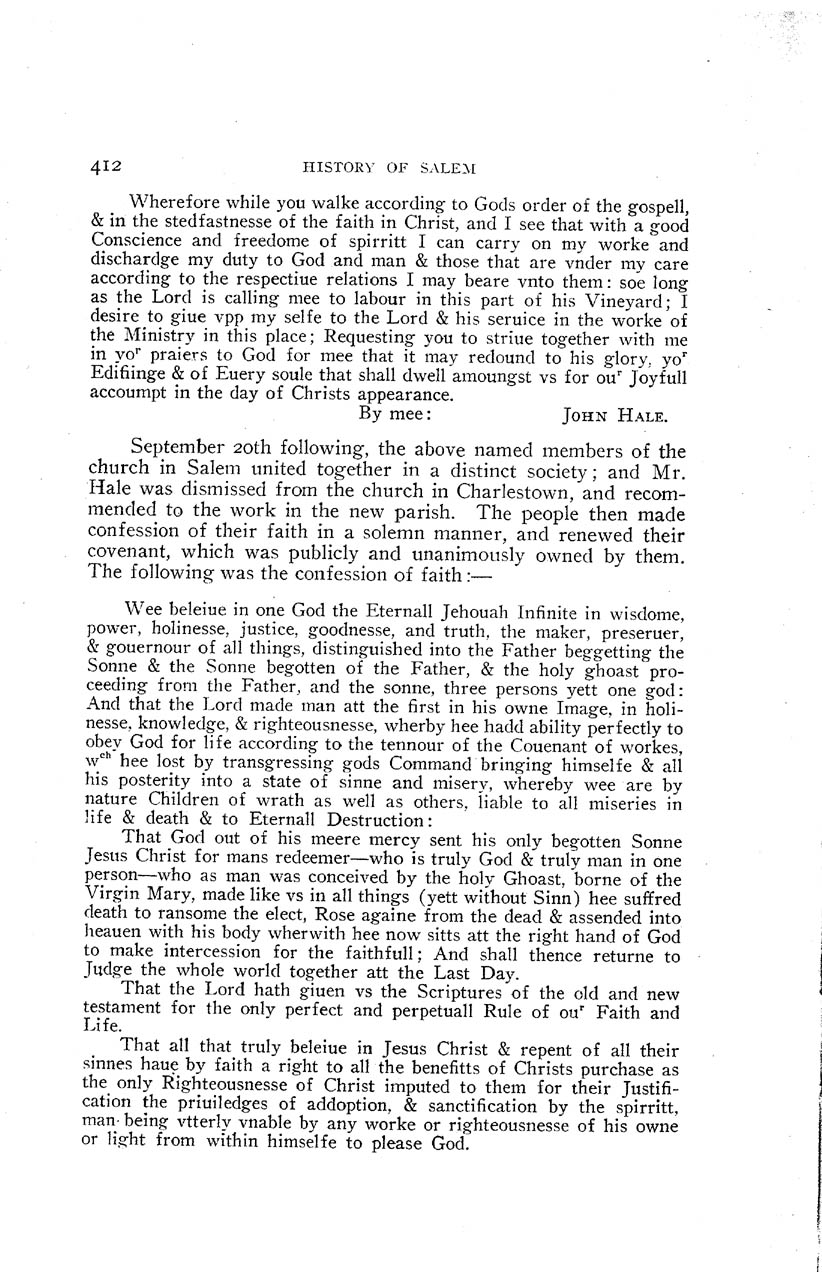 412 HISTORY OF SALEM
Wherefore while you walke according to Gods order of the gospell,
& in the stedfastnesse of the faith in Christ, and I see that with a good
Conscience and freedome of spirritt I can carry on my worke and
dischardge my duty to God and man & those that are vnder my care
according to the respectiue relations I may beare vnto them: soe long
as the Lord is calling mee to labour in this part of his Vineyard; I
desire to giue vpp my selfe to the Lord & his seruice in the worke of
the Ministry in this place; Requesting you to striue together with me
in yoʳ praiers to God for mee that it may redound to his glory, yoʳ
Edifiinge & of Euery soule that shall dwell amoungst vs for ouʳ Joyfull
accoumpt in the day of Christs appearance.
By mee: JOHN HALE.
September 20th following, the above named members of the
church in Salem united together in a distinct society; and Mr.
Hale was dismissed from the church in Charlestown, and recom-
mended to the work in the new parish. The people then made
confession of their faith in a solemn manner, and renewed their
covenant, which was publicly and unanimously owned by them.
The following was the confession of faith:—
Wee beleiue in one God the Eternall Jehouah Infinite in wisdome,
power, holinesse, justice, goodnesse, and truth, the maker, preseruer,
& gouernour of all things, distinguished into the Father beggetting the
Sonne & the Sonne begotten of the Father, & the holy ghoast pro-
ceeding from the Father, and the sonne, three persons yett one god:
And that the Lord made man att the first in his owne Image, in holi-
nesse, knowledge, & righteousnesse, wherby hee hadd ability perfectly to
obey God for life according to the tennour of the Couenant of workes,
wᶜʰ hee lost by transgressing gods Command bringing himselfe & all
his posterity into a state of sinne and misery, whereby wee are by
nature Children of wrath as well as others, liable to all miseries in
life & death & to Eternall Destruction:
That God out of his meere mercy sent his only begotten Sonne
Jesus Christ for mans redeemer—who is truly God & truly man in one
person—who as man was conceived by the holy Ghoast, borne of the
Virgin Mary, made like vs in all things (yett without Sinn) hee suffred
death to ransome the elect, Rose againe from the dead & assended into
heauen with his body wherwith hee now sitts att the right hand of God
to make intercession for the faithfull; And shall thence returne to
Judge the whole world together att the Last Day.
That the Lord hath giuen vs the Scriptures of the old and new
testament for the only perfect and perpetuall Rule of ouʳ Faith and
Life.
That all that truly beleiue in Jesus Christ & repent of all their
sinnes haue by faith a right to all the benefitts of Christs purchase as
the only Righteousnesse of Christ imputed to them for their Justifi-
cation the priuiledges of addoption, & sanctification by the spirritt,
man being vtterly vnable by any worke or righteousnesse of his owne
or light from within himselfe to please God.